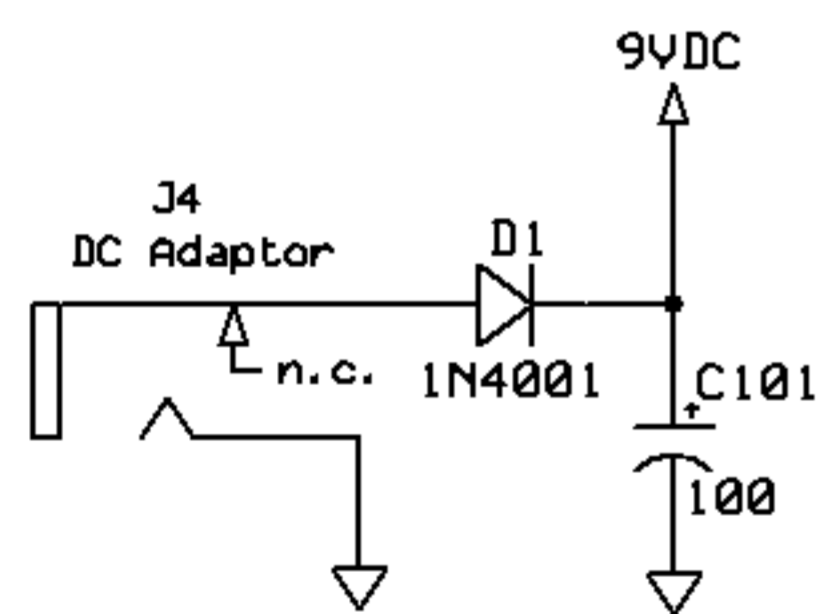 9VDC
J4
DC Adaptor
D1
n.c.
1N4001
C101
+
100